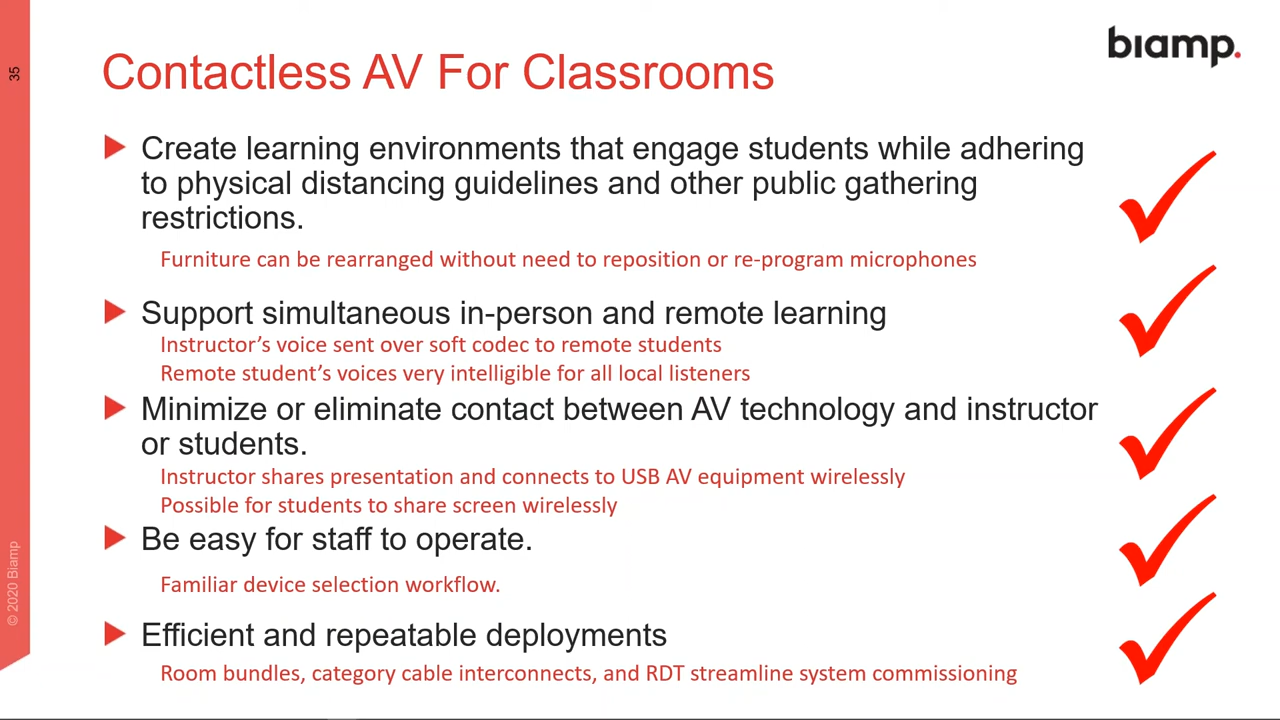 35
biamp.
Contactless AV For Classrooms
Create learning environments that engage students while adhering
to physical distancing guidelines and other public gathering
restrictions.
Furniture can be rearranged without need to reposition or re-program microphones
Support simultaneous in-person and remote learning
Instructor’s voice sent over soft codec to remote students
Remote student’s voices very intelligible for all local listeners
Minimize or eliminate contact between AV technology and instructor
or students.
Instructor shares presentation and connects to USB AV equipment wirelessly
Possible for students to share screen wirelessly
Be easy for staff to operate.
Familiar device selection workflow.
Efficient and repeatable deployments
Room bundles, category cable interconnects, and RDT streamline system commissioning
© 2020 Biamp